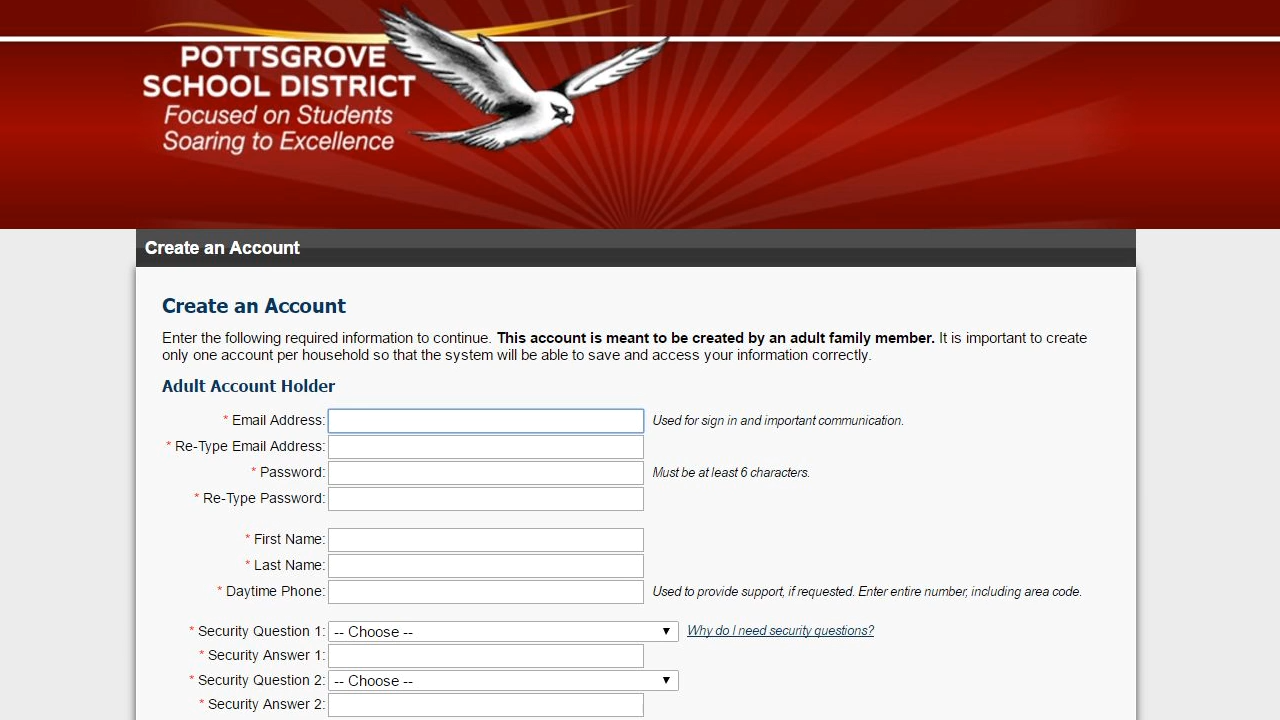 POTTSGROVE
SCHOOL DISTRICT
Focused on Students
Soaring to Excellence
Create an Account
Create an Account
Enter the following required information to continue. This account is meant to be created by an adult family member. It is important to create
only one account per household so that the system will be able to save and access your information correctly.
Adult Account Holder
* Email Address: Used for sign in and important communication.
* Re-Type Email Address:
* Password: Must be at least 6 characters.
* Re-Type Password:
* First Name:
* Last Name:
* Daytime Phone: Used to provide support, if requested. Enter entire number, including area code.
* Security Question 1: -- Choose -- Why do I need security questions?
* Security Answer 1:
* Security Question 2: -- Choose --
* Security Answer 2: